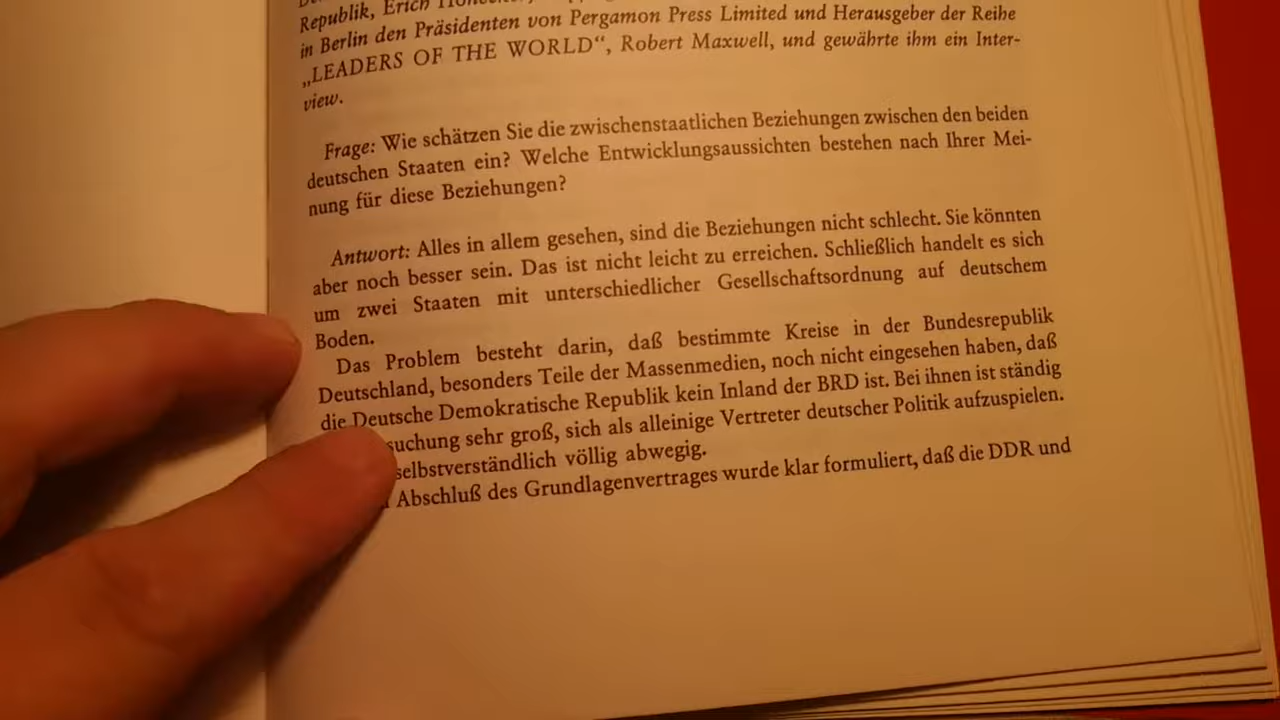 Republik, Erich
in Berlin den Präsidenten von Pergamon Press Limited und Herausgeber der Reihe
„LEADERS OF THE WORLD“, Robert Maxwell, und gewährte ihm ein Inter-
view.
Frage: Wie schätzen Sie die zwischenstaatlichen Beziehungen zwischen den beiden
deutschen Staaten ein? Welche Entwicklungsaussichten bestehen nach Ihrer Mei-
nung für diese Beziehungen?
Antwort: Alles in allem gesehen, sind die Beziehungen nicht schlecht. Sie könnten
aber noch besser sein. Das ist nicht leicht zu erreichen. Schließlich handelt es sich
um zwei Staaten mit unterschiedlicher Gesellschaftsordnung auf deutschem
Boden.
Das Problem besteht darin, daß bestimmte Kreise in der Bundesrepublik
Deutschland, besonders Teile der Massenmedien, noch nicht eingesehen haben, daß
die Deutsche Demokratische Republik kein Inland der BRD ist. Bei ihnen ist ständig
suchung sehr groß, sich als alleinige Vertreter deutscher Politik aufzuspielen.
selbstverständlich völlig abwegig.
Abschluß des Grundlagenvertrages wurde klar formuliert, daß die DDR und